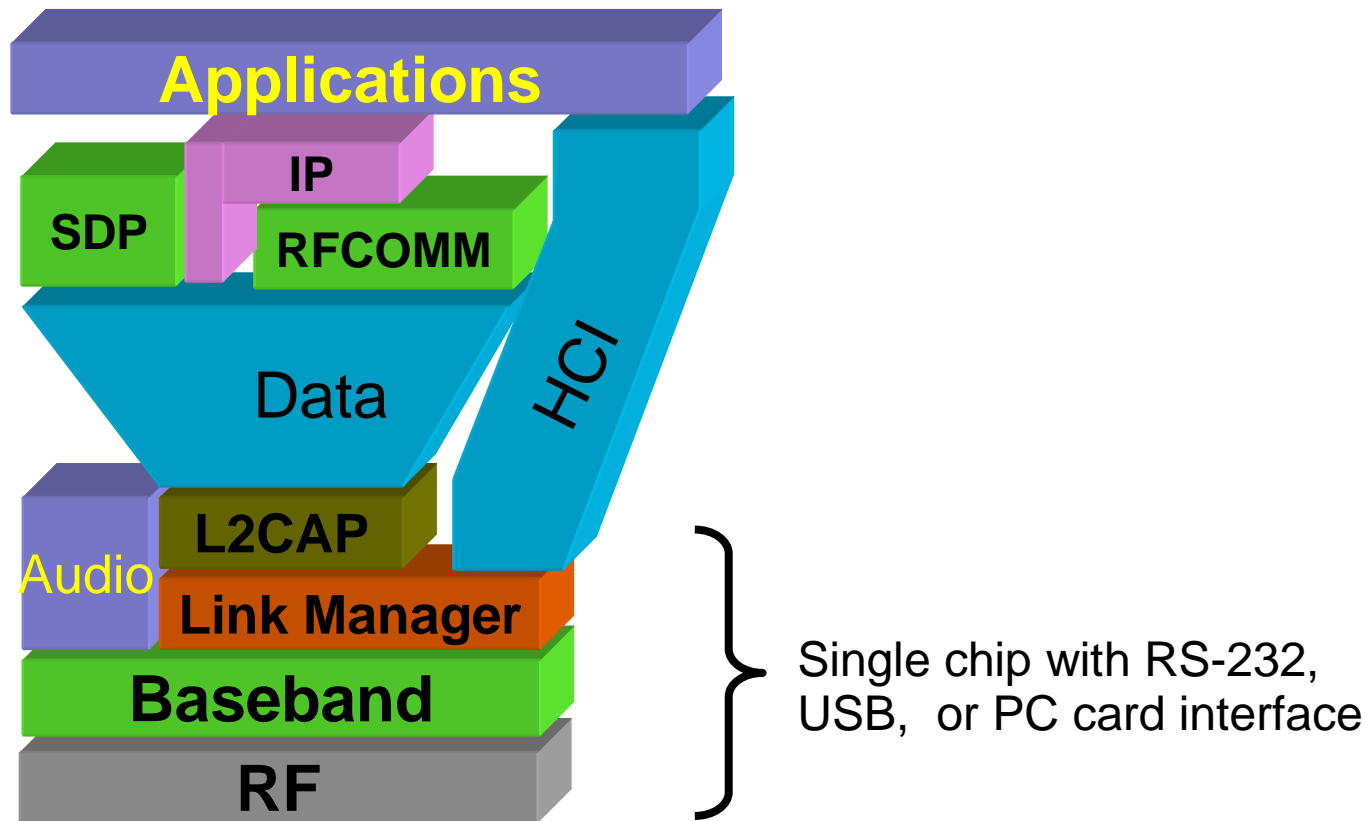 Applications
IP
SDP
RFCOMM
HCI
Data
L2CAP
Audio
Link Manager
Baseband
RF
Single chip with RS-232,
USB, or PC card interface